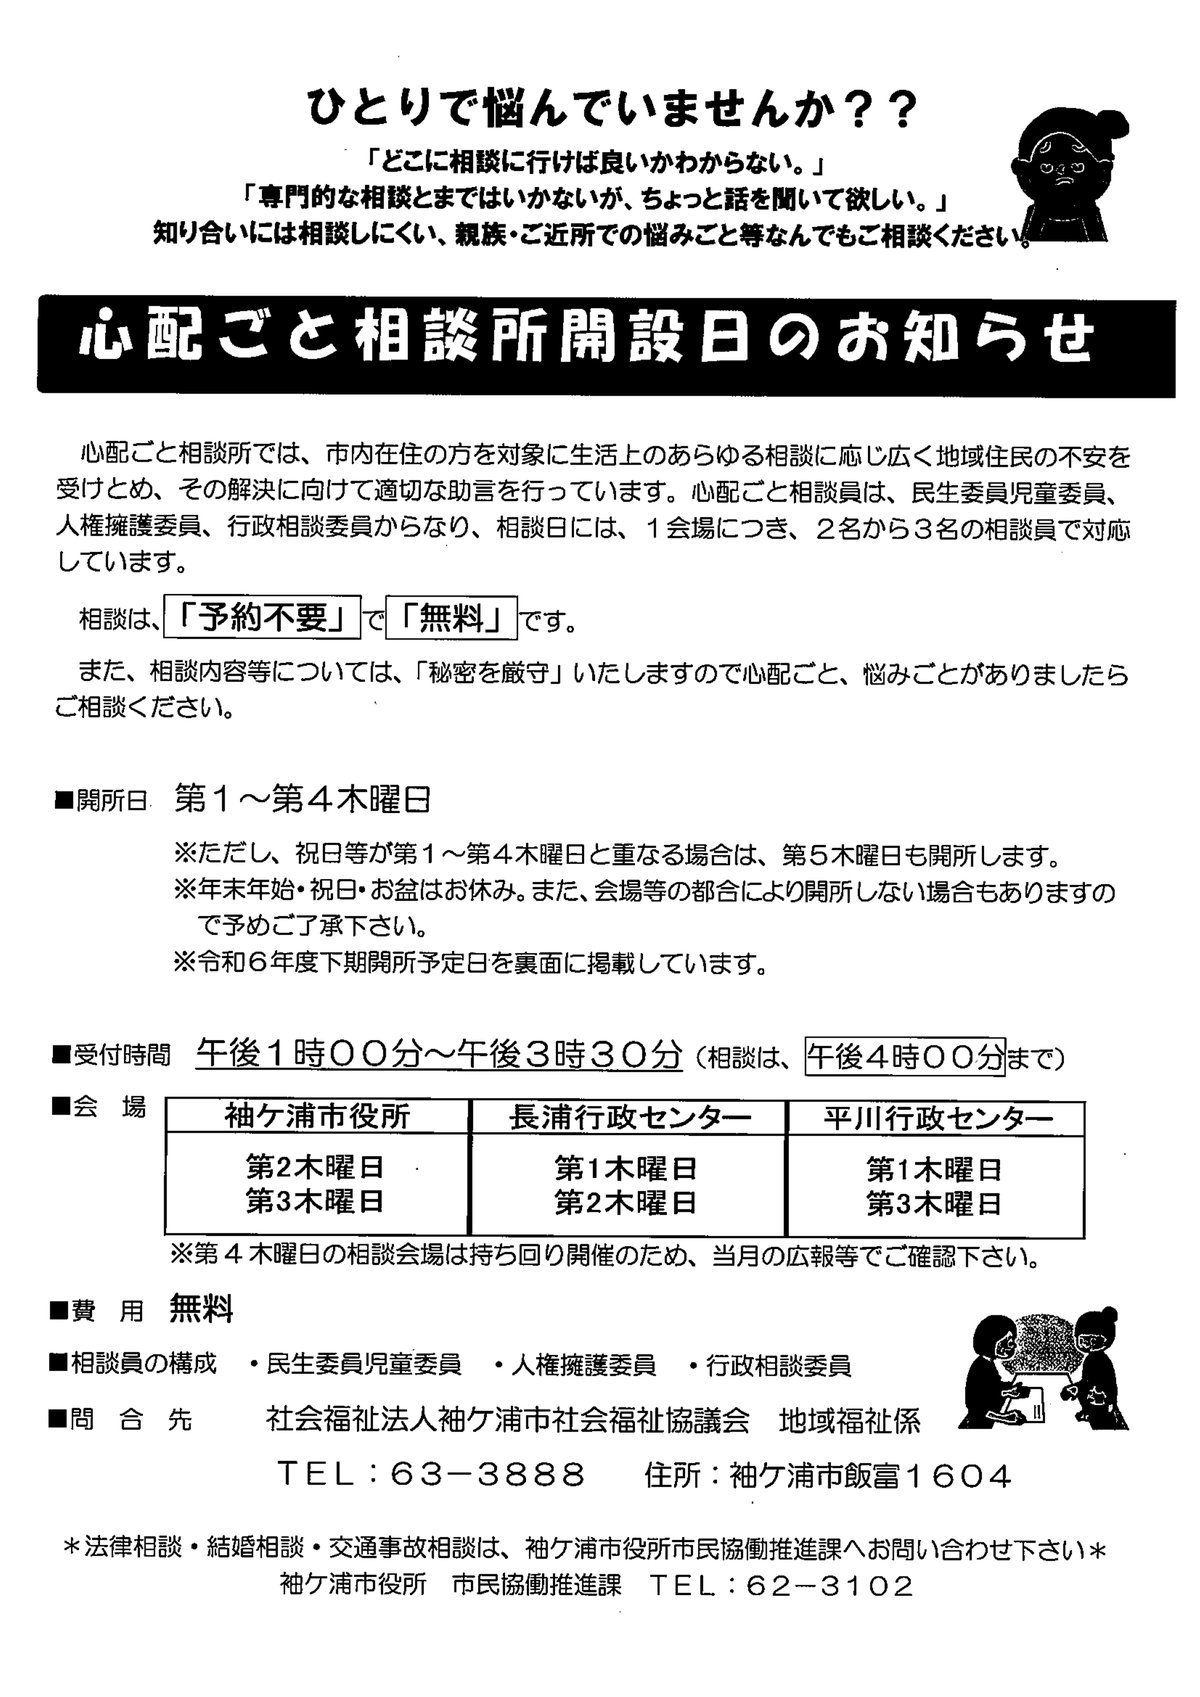 ひとりで悩んでいませんか？？
「どこに相談に行けば良いかわからない。」
「専門的な相談とまではいかないが、ちょっと話を聞いて欲しい。」
知り合いには相談しにくい、親族・ご近所での悩みごと等なんでもご相談ください。
心配ごと相談所開設日のお知らせ
心配ごと相談所では、市内在住の方を対象に生活上のあらゆる相談に応じ広く地域住民の不安を
受けとめ、その解決に向けて適切な助言を行っています。心配ごと相談員は、民生委員児童委員、
人権擁護委員、行政相談委員からなり、相談日には、１会場につき、２名から３名の相談員で対応
しています。
相談は、「予約不要」で「無料」です。
また、相談内容等については、「秘密を厳守」いたしますので心配ごと、悩みごとがありましたら
ご相談ください。
■開所日　第１～第４木曜日
※ただし、祝日等が第１～第４木曜日と重なる場合は、第５木曜日も開所します。
※年末年始・祝日・お盆はお休み。また、会場等の都合により開所しない場合もありますの
で予めご了承下さい。
※令和６年度下期開所予定日を裏面に掲載しています。
■受付時間　午後１時００分～午後３時３０分（相談は、午後４時００分まで）
■会　場
袖ケ浦市役所　長浦行政センター　平川行政センター
第2木曜日　第1木曜日　第1木曜日
第3木曜日　第2木曜日　第3木曜日
※第４木曜日の相談会場は持ち回り開催のため、当月の広報等でご確認下さい。
■費　用　無料
■相談員の構成　・民生委員児童委員　・人権擁護委員　・行政相談委員
■問　合　先　社会福祉法人袖ケ浦市社会福祉協議会　地域福祉係
ＴＥＬ：６３－３８８８　住所：袖ケ浦市飯富１６０４
＊法律相談・結婚相談・交通事故相談は、袖ケ浦市役所市民協働推進課へお問い合わせ下さい＊
袖ケ浦市役所　市民協働推進課　ＴＥＬ：６２－３１０２